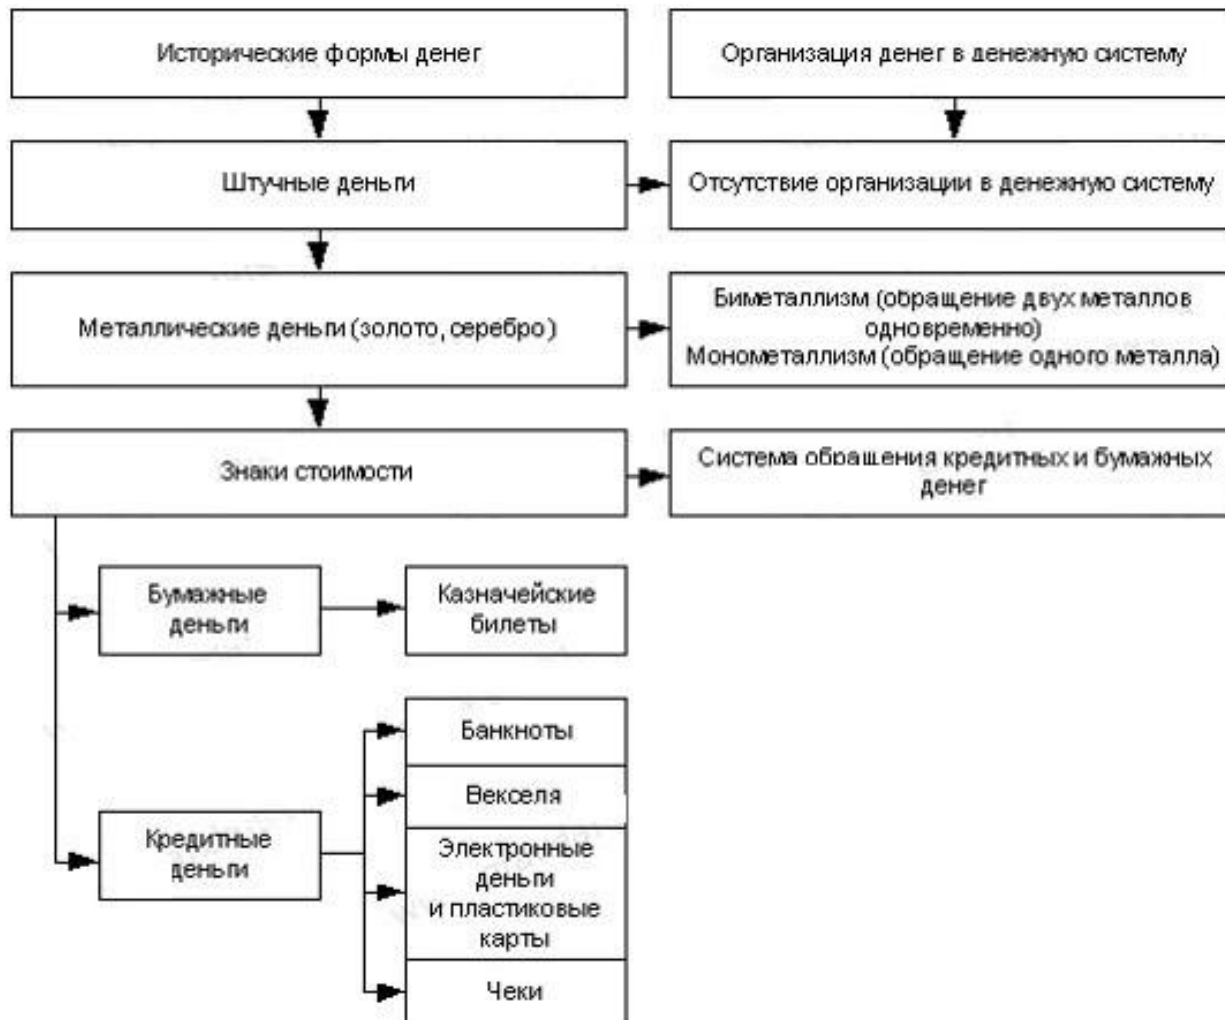 Исторические формы денег
Организация денег в денежную систему
Штучные деньги
Отсутствие организации в денежную систему
Металлические деньги (золото, серебро)
Биметаллизм (обращение двух металлов
одновременно)
Монометаллизм (обращение одного металла)
Знаки стоимости
Система обращения кредитных и бумажных
денег
Бумажные
деньги
Казначейские
билеты
Кредитные
деньги
Банкноты
Векселя
Электронные
деньги
и пластиковые
карты
Чеки